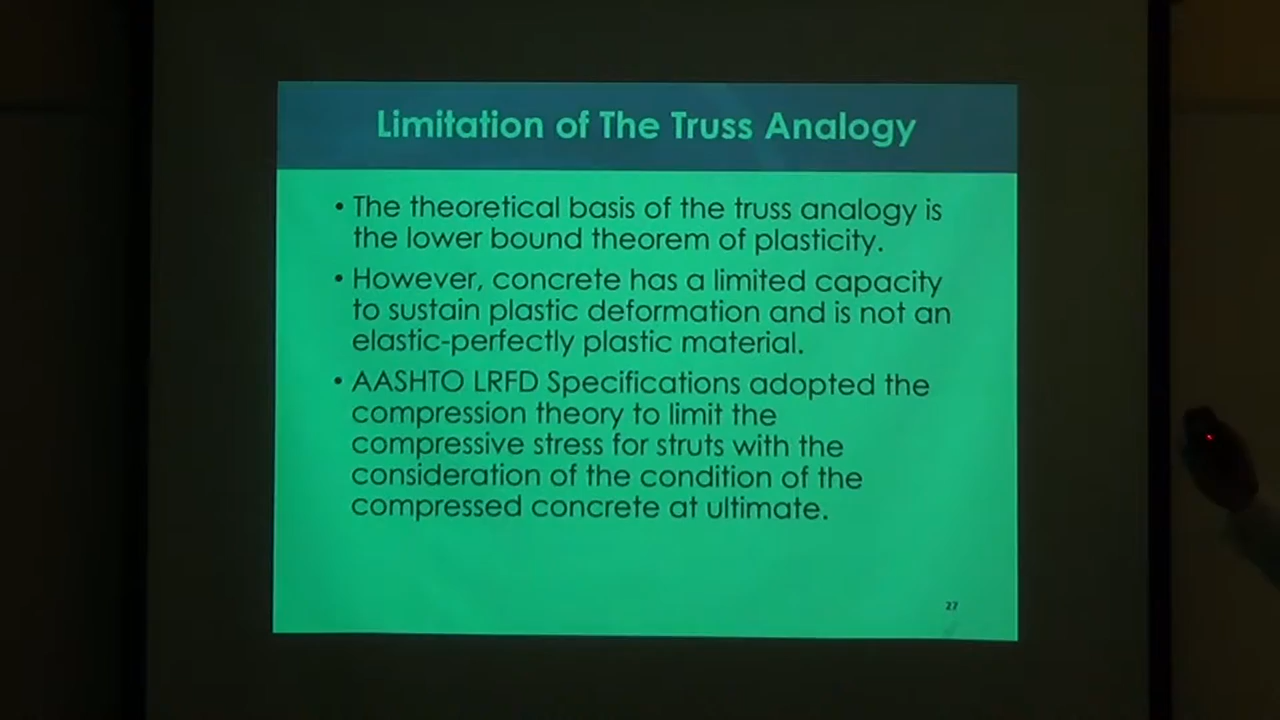 Limitation of The Truss Analogy
• The theoretical basis of the truss analogy is
the lower bound theorem of plasticity.
• However, concrete has a limited capacity
to sustain plastic deformation and is not an
elastic-perfectly plastic material.
• AASHTO LRFD Specifications adopted the
compression theory to limit the
compressive stress for struts with the
consideration of the condition of the
compressed concrete at ultimate.
27